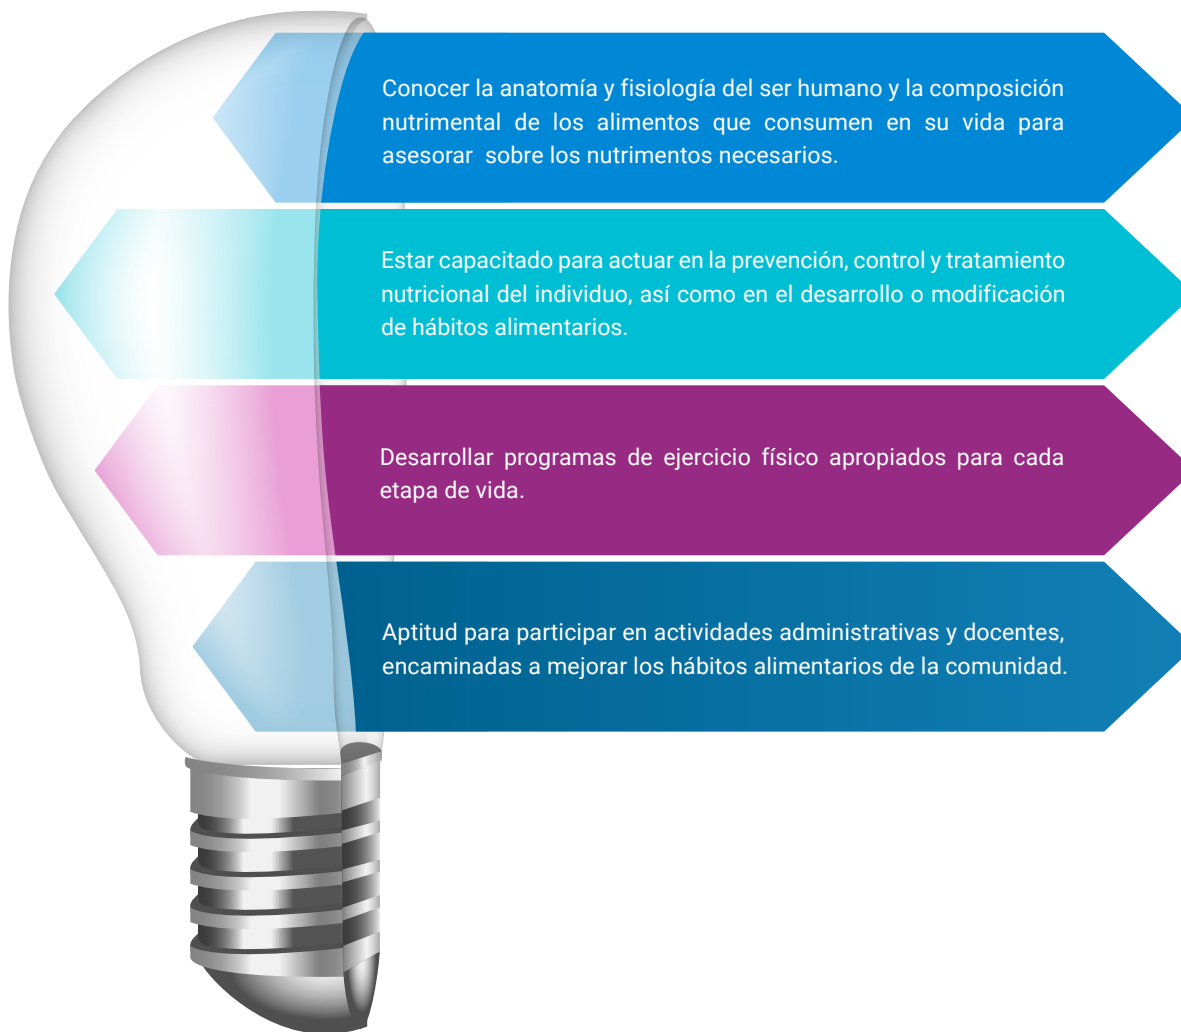 Conocer la anatomía y fisiología del ser humano y la composición
nutrimental de los alimentos que consumen en su vida para
asesorar sobre los nutrimentos necesarios.
Estar capacitado para actuar en la prevención, control y tratamiento
nutricional del individuo, así como en el desarrollo o modificación
de hábitos alimentarios.
Desarrollar programas de ejercicio físico apropiados para cada
etapa de vida.
Aptitud para participar en actividades administrativas y docentes,
encaminadas a mejorar los hábitos alimentarios de la comunidad.